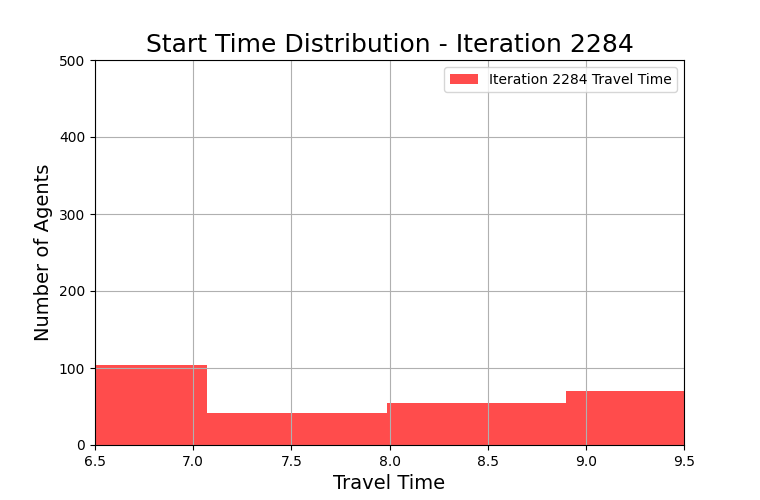 Start Time Distribution - Iteration 2284
Iteration 2284 Travel Time
Number of Agents
500
400
300
200
100
0
6.5 7.0 7.5 8.0 8.5 9.0 9.5
Travel Time